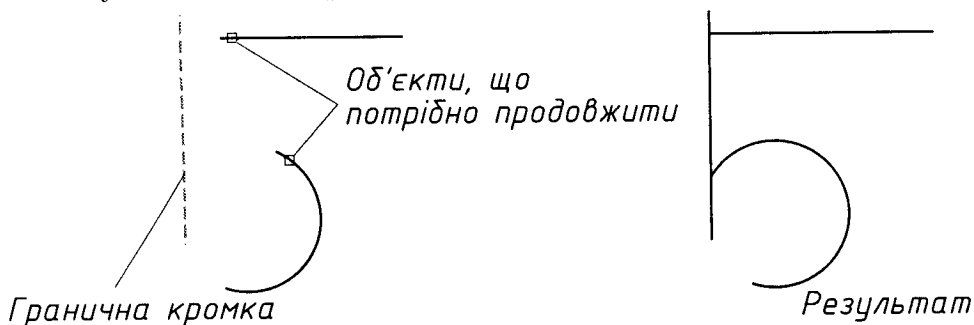 Об'єкти, що
потрібно продовжити
Гранична кромка
Результат